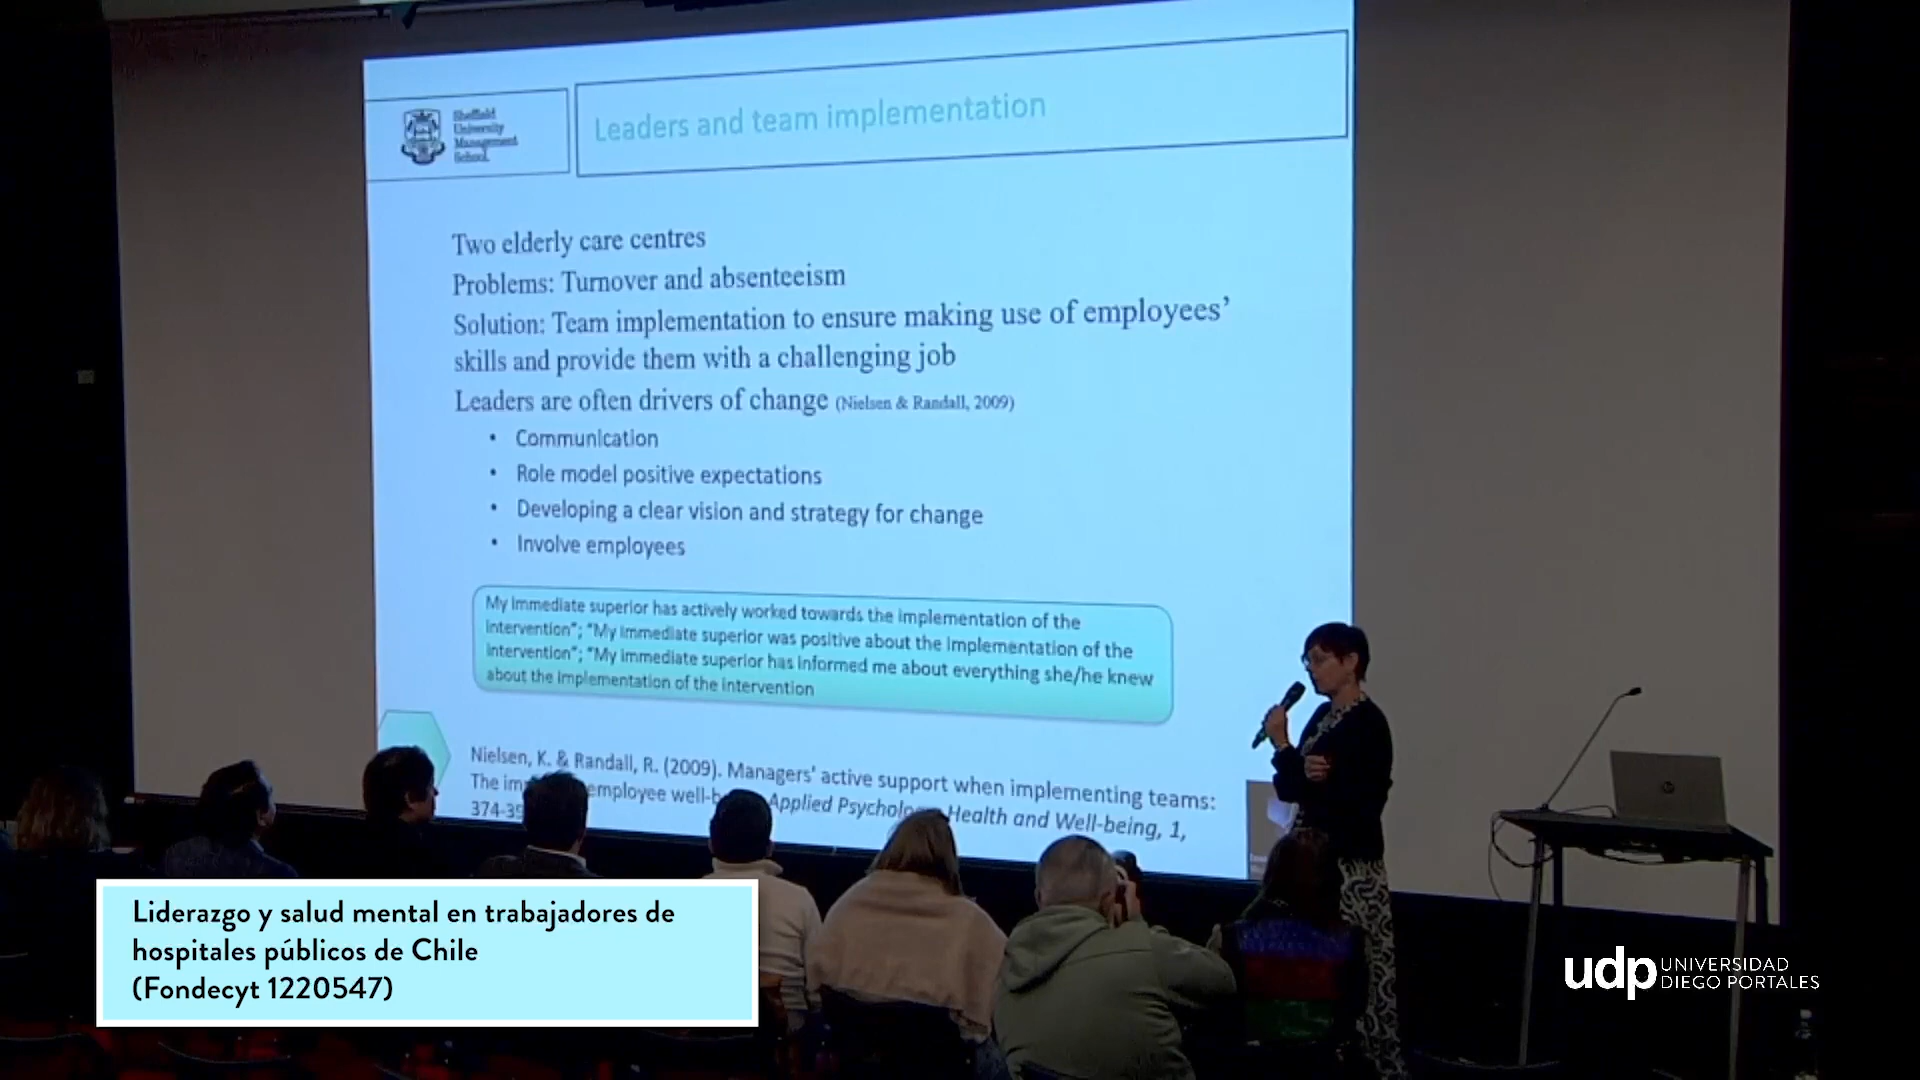 Sheffield
University
Management
School.
Leaders and team implementation
Two elderly care centres
Problems: Turnover and absenteeism
Solution: Team implementation to ensure making use of employees'
skills and provide them with a challenging job
Leaders are often drivers of change (Nielsen & Randall, 2009)
• Communication
• Role model positive expectations
• Developing a clear vision and strategy for change
• Involve employees
My immediate superior has actively worked towards the implementation of the
intervention"; "My immediate superior was positive about the implementation of the
intervention"; "My immediate superior has informed me about everything she/he knew
about the implementation of the intervention
Nielsen, K. & Randall, R. (2009). Managers' active support when implementing teams:
The employee Applied Health and Well-being, 1,
Liderazgo y salud mental en trabajadores de
hospitales públicos de Chile
(Fondecyt 1220547)
udp UNIVERSIDAD
DIEGO PORTALES